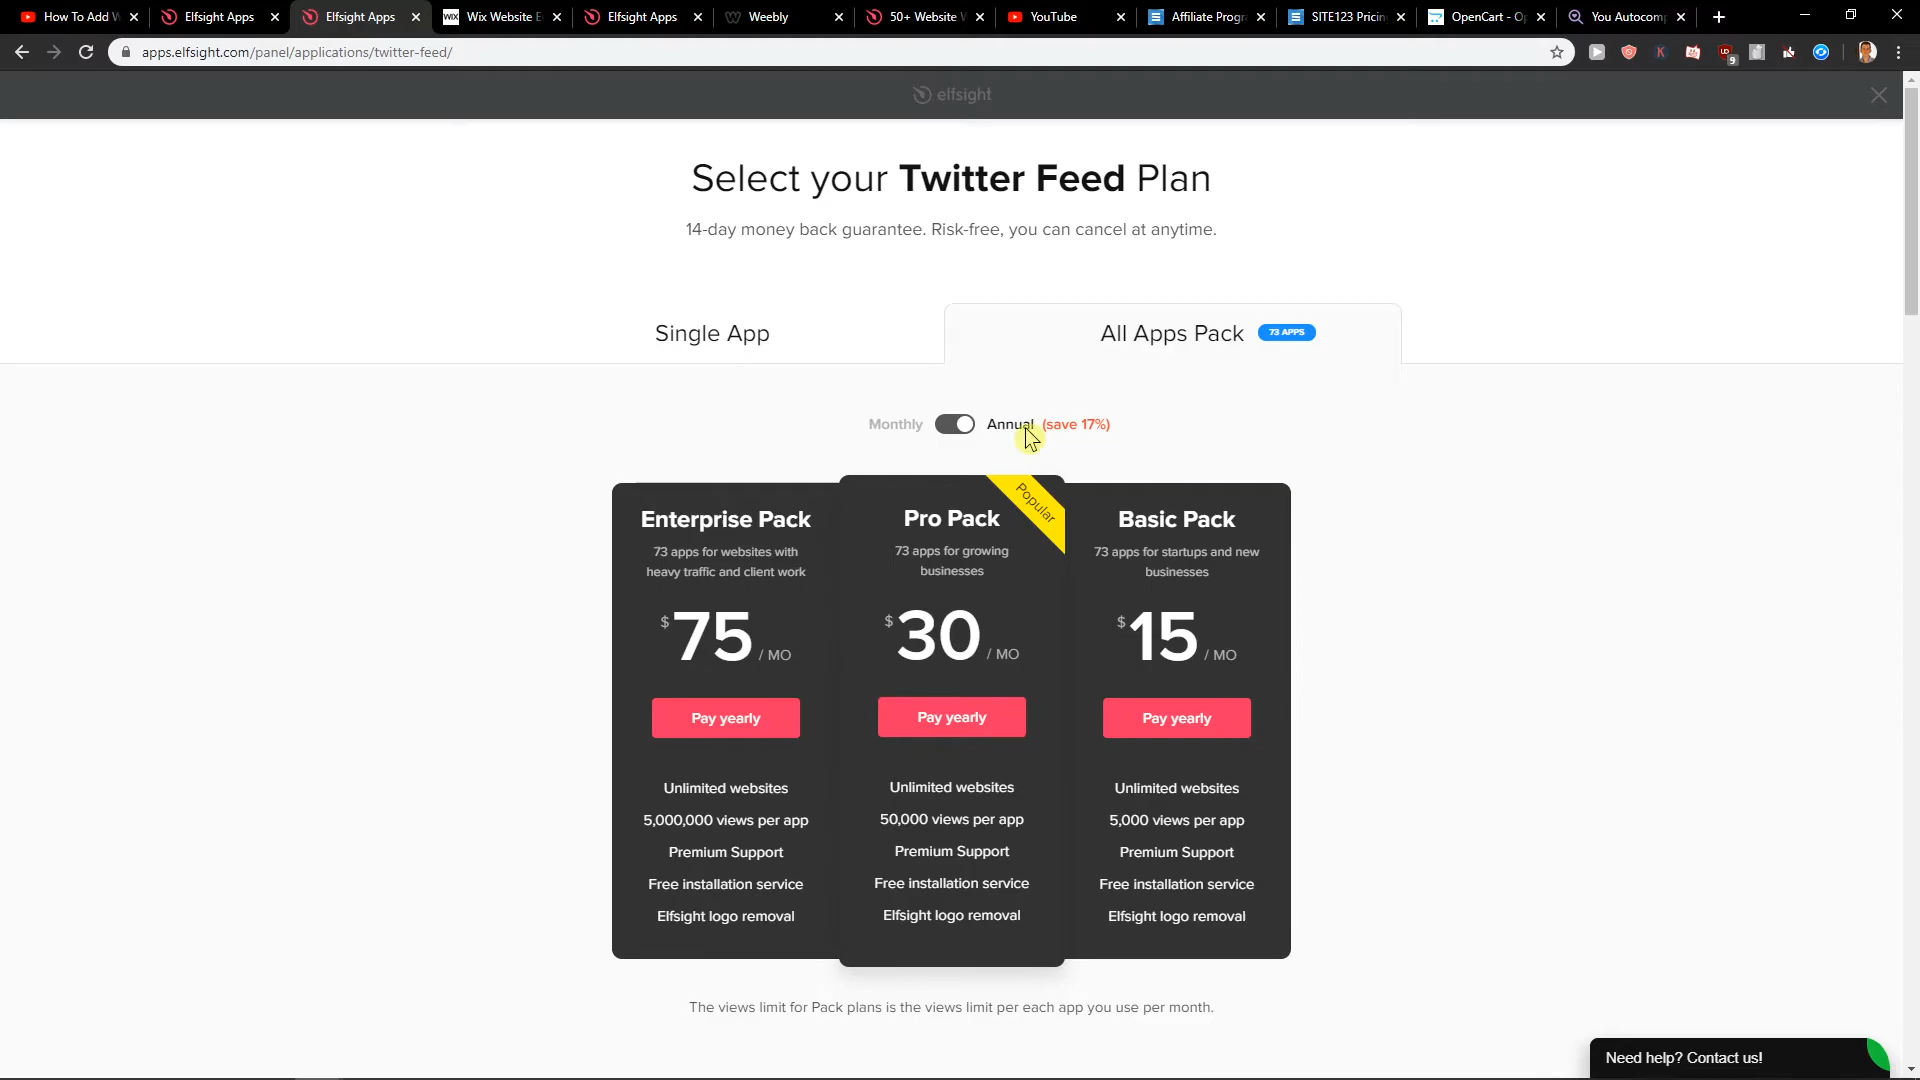 How To Add W
Elfsight Apps
Elfsight Apps
Wix Website E
Elfsight Apps
Weebly
50+ Website W
YouTube
Affiliate Progr
SITE123 Pricin
OpenCart - Op
You Autocomp
apps.elfsight.com/panel/applications/twitter-feed/
9
elfsight
Select your Twitter Feed Plan
14-day money back guarantee. Risk-free, you can cancel at anytime.
Single App
All Apps Pack 73 APPS
Monthly Annual (save 17%)
Enterprise Pack
73 apps for websites with
heavy traffic and client work
$75 / MO
Pay yearly
Unlimited websites
5,000,000 views per app
Premium Support
Free installation service
Elfsight logo removal
Popular
Pro Pack
73 apps for growing
businesses
$30 / MO
Pay yearly
Unlimited websites
50,000 views per app
Premium Support
Free installation service
Elfsight logo removal
Basic Pack
73 apps for startups and new
businesses
$15 / MO
Pay yearly
Unlimited websites
5,000 views per app
Premium Support
Free installation service
Elfsight logo removal
The views limit for Pack plans is the views limit per each app you use per month.
Need help? Contact us!